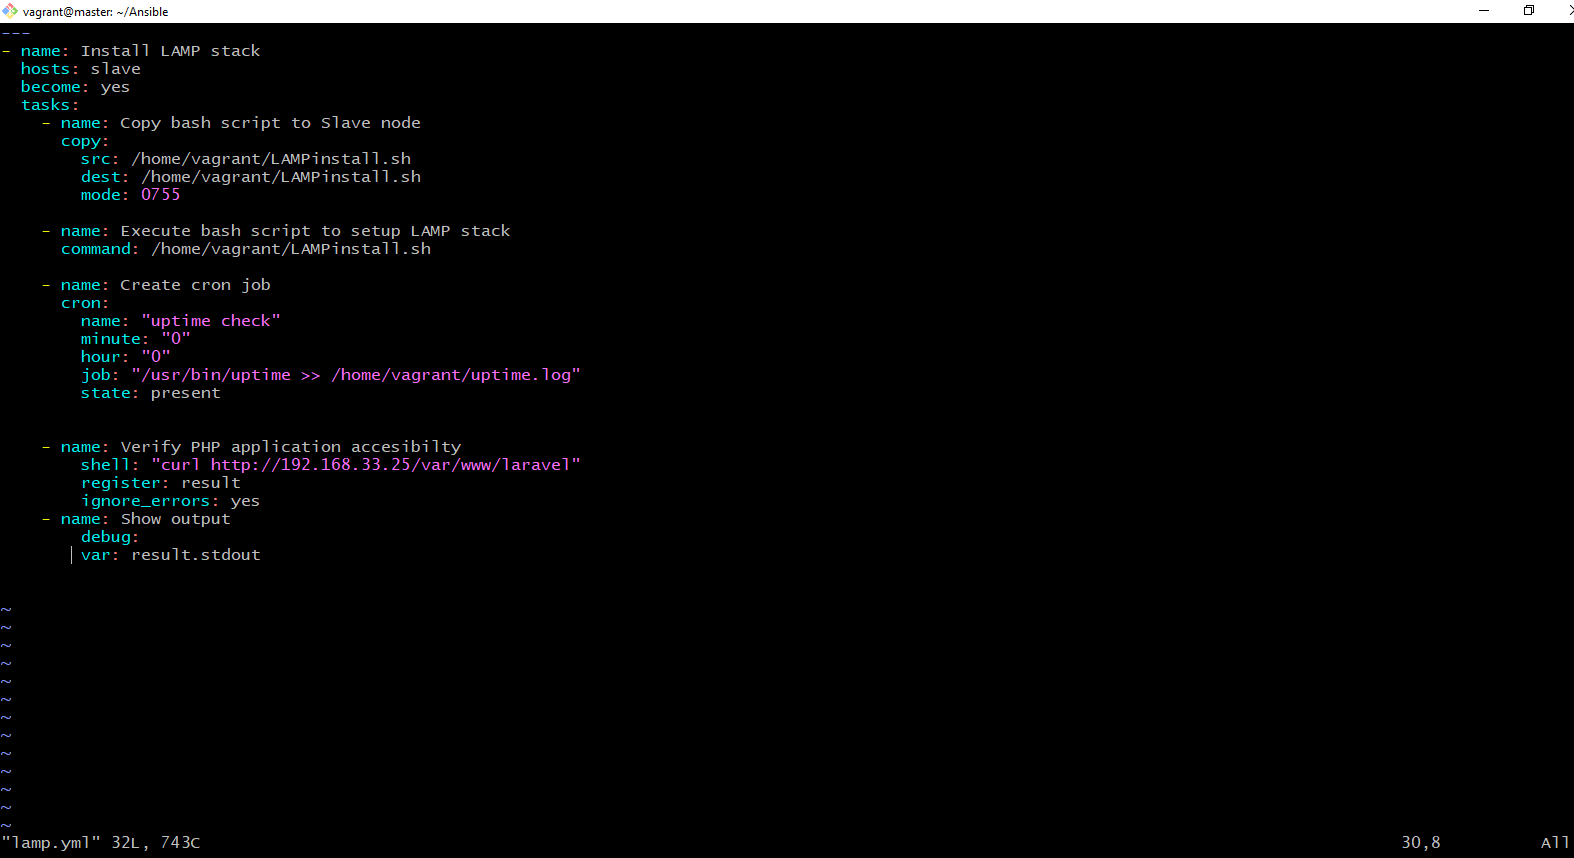 vagrant@master: ~/Ansible
---
- name: Install LAMP stack
  hosts: slave
  become: yes
  tasks:
    - name: Copy bash script to Slave node
      copy:
        src: /home/vagrant/LAMPinstall.sh
        dest: /home/vagrant/LAMPinstall.sh
        mode: 0755
    - name: Execute bash script to setup LAMP stack
      command: /home/vagrant/LAMPinstall.sh
    - name: Create cron job
      cron:
        name: "uptime check"
        minute: "0"
        hour: "0"
        job: "/usr/bin/uptime >> /home/vagrant/uptime.log"
        state: present
    - name: Verify PHP application accesibilty
        shell: "curl http://192.168.33.25/var/www/laravel"
        register: result
        ignore_errors: yes
    - name: Show output
        debug:
        var: result.stdout
~
~
~
~
~
~
~
~
~
~
~
~
~
"lamp.yml" 32L, 743C 30,8 All